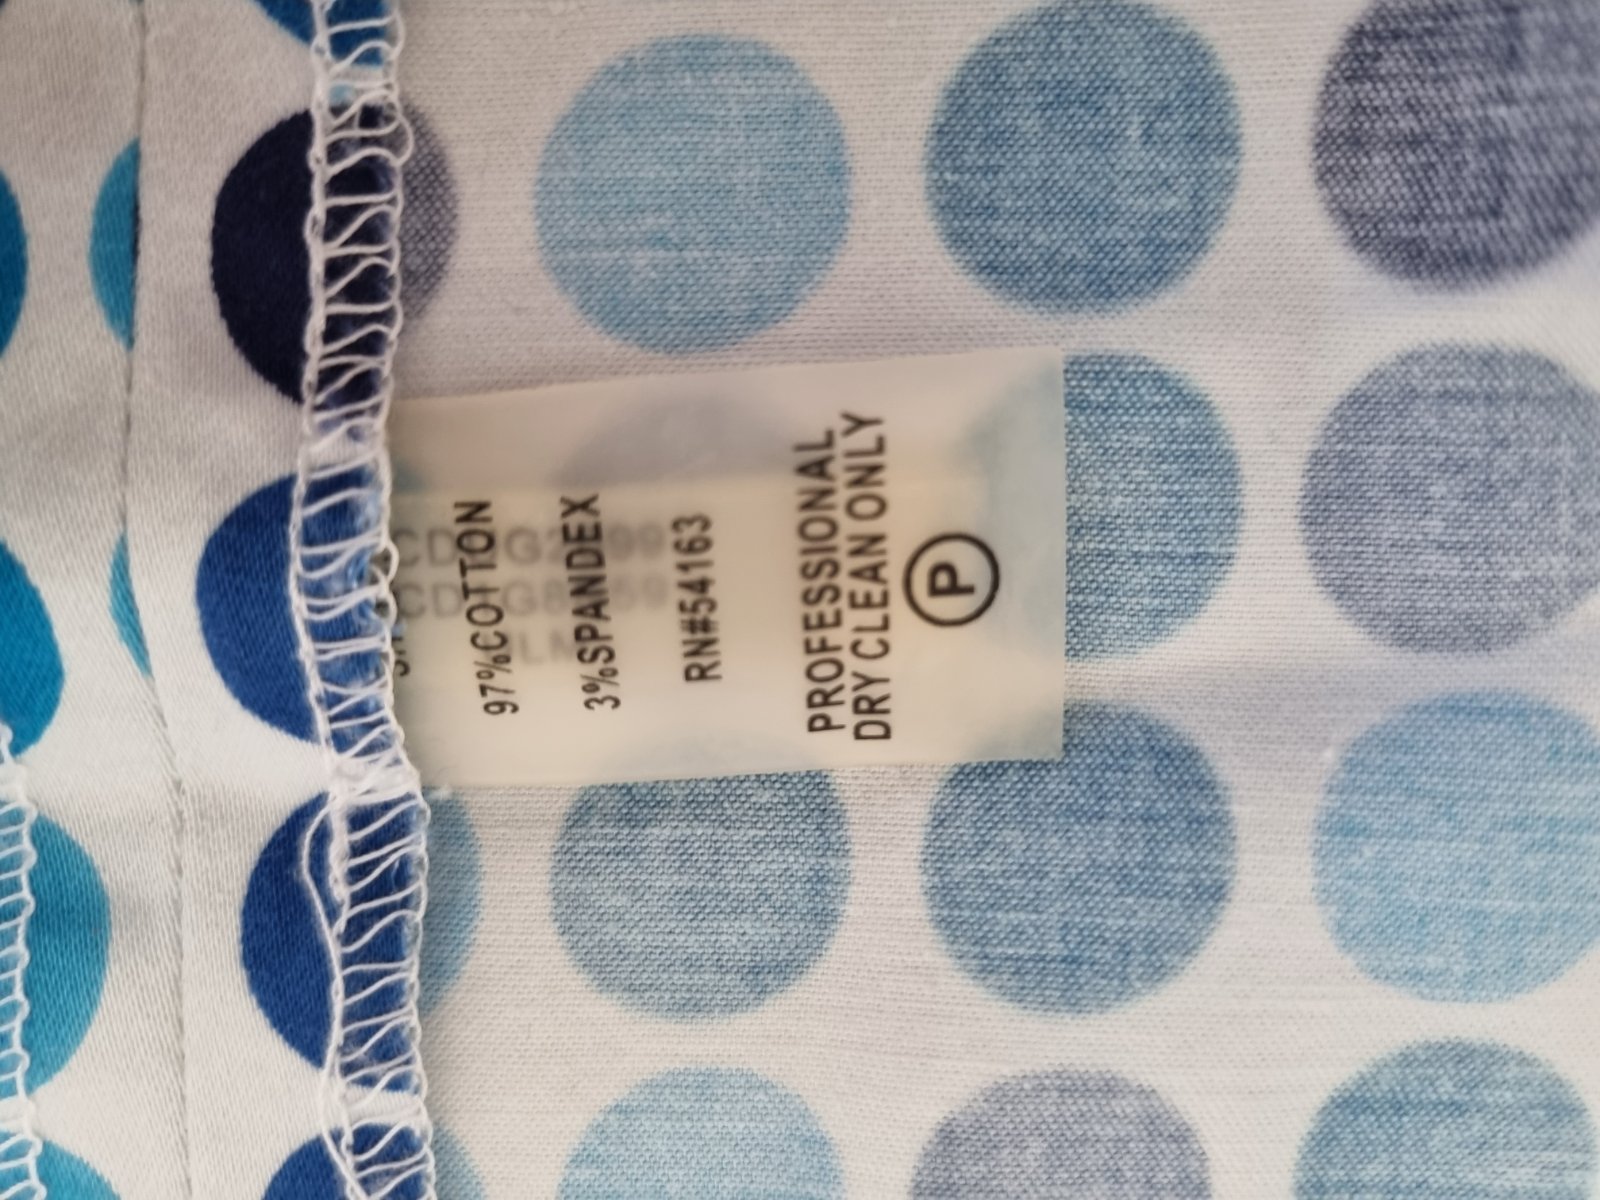 97%COTTON
3%SPANDEX
RN#54163
PROFESSIONAL
DRY CLEAN ONLY
P